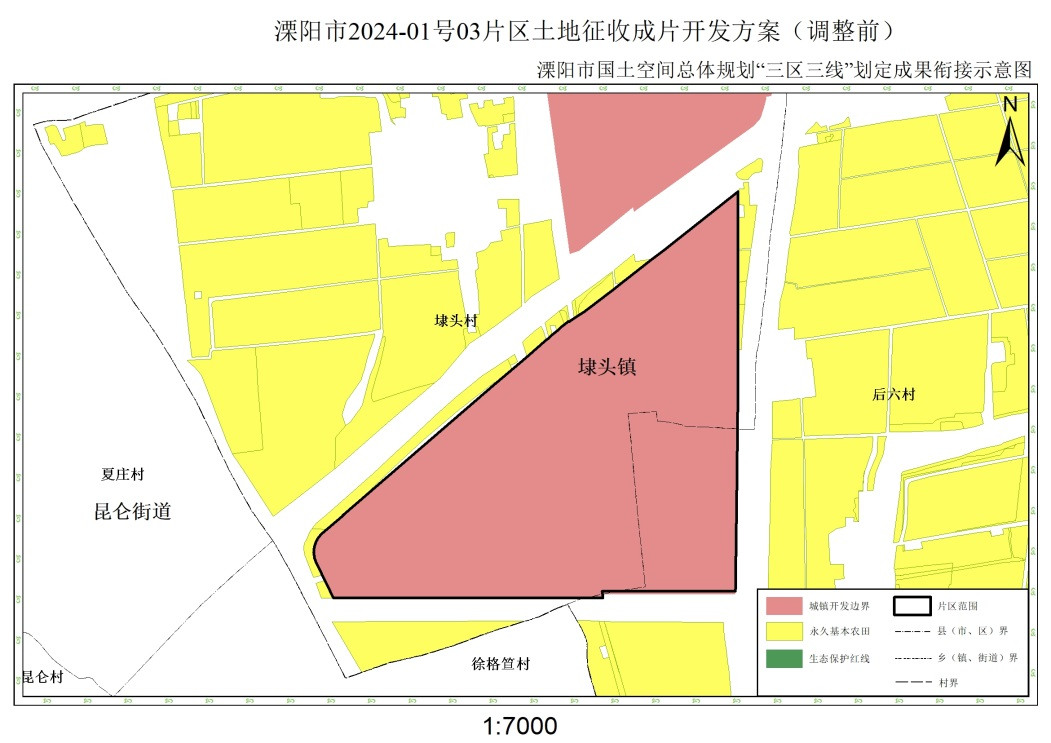 溧阳市2024-01号03片区土地征收成片开发方案（调整前）
溧阳市国土空间总体规划“三区三线”划定成果衔接示意图
N
埭头村
埭头镇
后六村
夏庄村
昆仑街道
徐格笪村
昆仑村
城镇开发边界
片区范围
永久基本农田
县（市、区）界
生态保护红线
乡（镇、街道）界
村界
1:7000